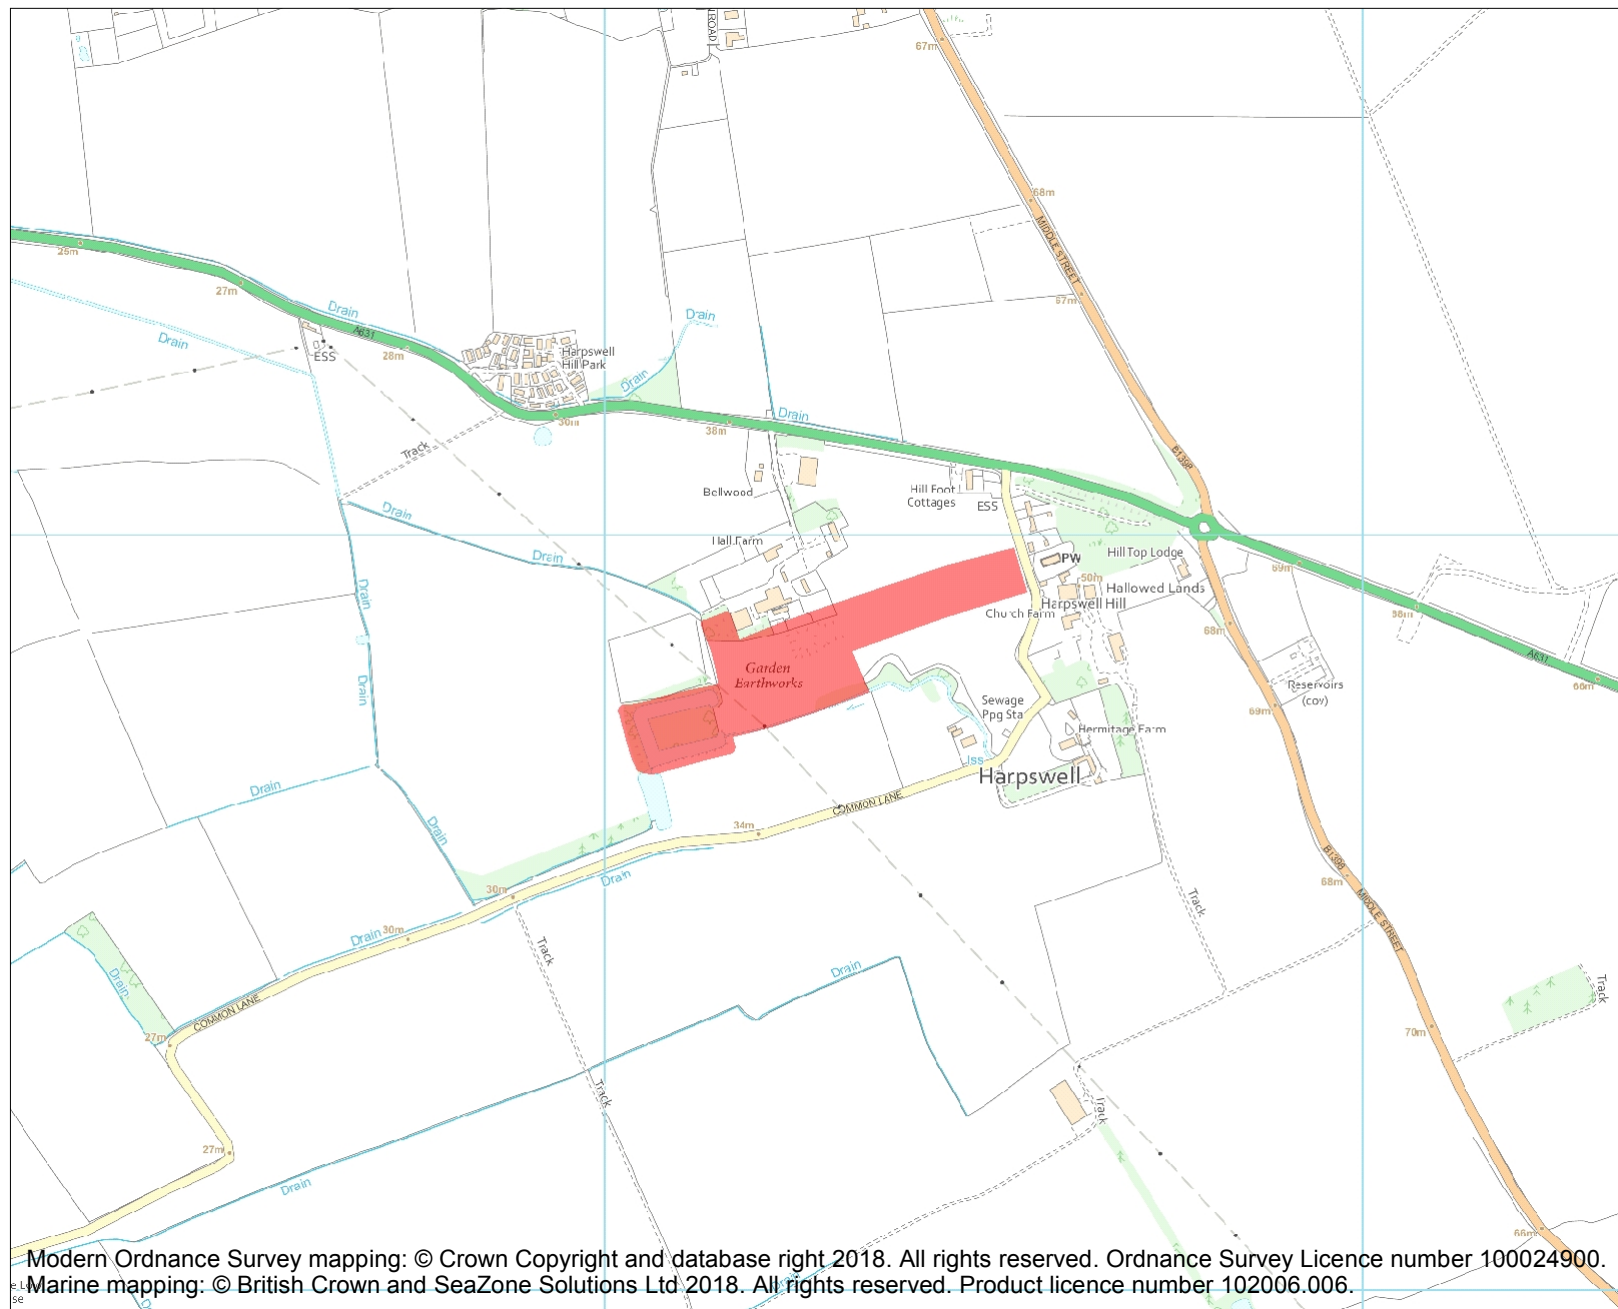 ROAD
67m
68m
MIDDLE STREET
67m
25m
27m
Drain
Drain
A631
28m
ESS
Harpswell
Hill Park
Drain
Drain
30m
38m
Drain
B1398
Track
Drain
Bellwood
Hill Foot
Cottages
ESS
Hall Farm
Drain
PW
Hill Top Lodge
50m
Hallowed Lands
69m
68m
Drain
Church Farm
Harpswell Hill
68m
A631
66m
Garden
Earthworks
Drain
Sewage
Ppg Sta
Reservoirs
(cov)
69m
Hermitage Farm
Iss
Harpswell
Drain
COMMON LANE
34m
Drain
B1398
68m
MIDDLE STREET
30m
Drain
Track
30m
Drain
Track
Drain
Drain
Track
COMMON LANE
27m
70m
Track
Track
27m
Drain
66m
Modern Ordnance Survey mapping: © Crown Copyright and database right 2018. All rights reserved. Ordnance Survey Licence number 100024900.
Marine mapping: © British Crown and SeaZone Solutions Ltd 2018. All rights reserved. Product licence number 102006.006.
Drain
se